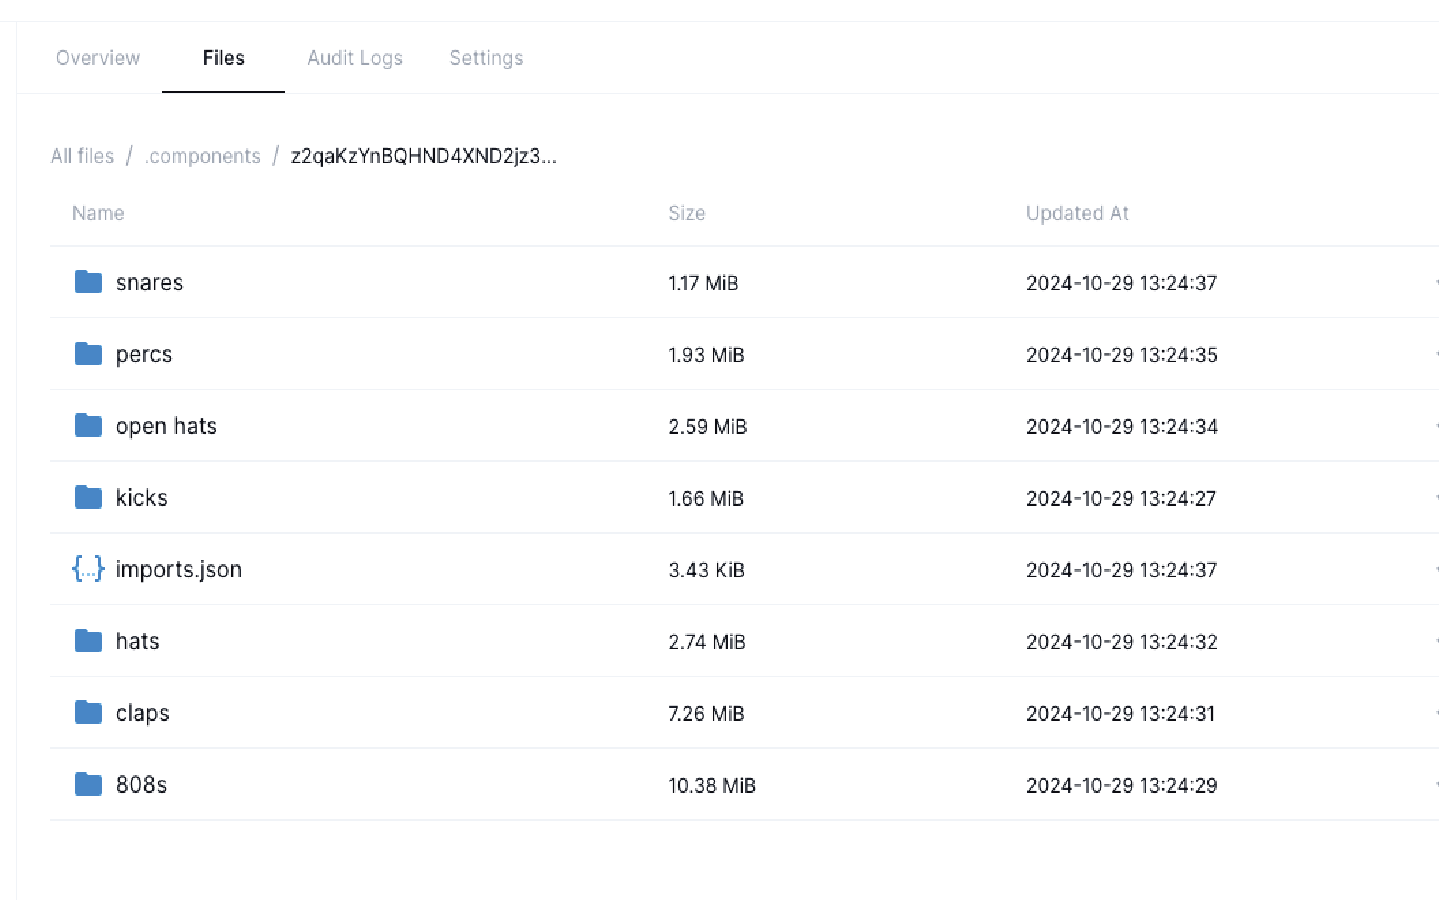 Overview Files Audit Logs Settings
All files / .components / z2qaKzYnBQHND4XND2jz3...
Name Size Updated At
snares 1.17 MiB 2024-10-29 13:24:37
percs 1.93 MiB 2024-10-29 13:24:35
open hats 2.59 MiB 2024-10-29 13:24:34
kicks 1.66 MiB 2024-10-29 13:24:27
{...} imports.json 3.43 KiB 2024-10-29 13:24:37
hats 2.74 MiB 2024-10-29 13:24:32
claps 7.26 MiB 2024-10-29 13:24:31
808s 10.38 MiB 2024-10-29 13:24:29